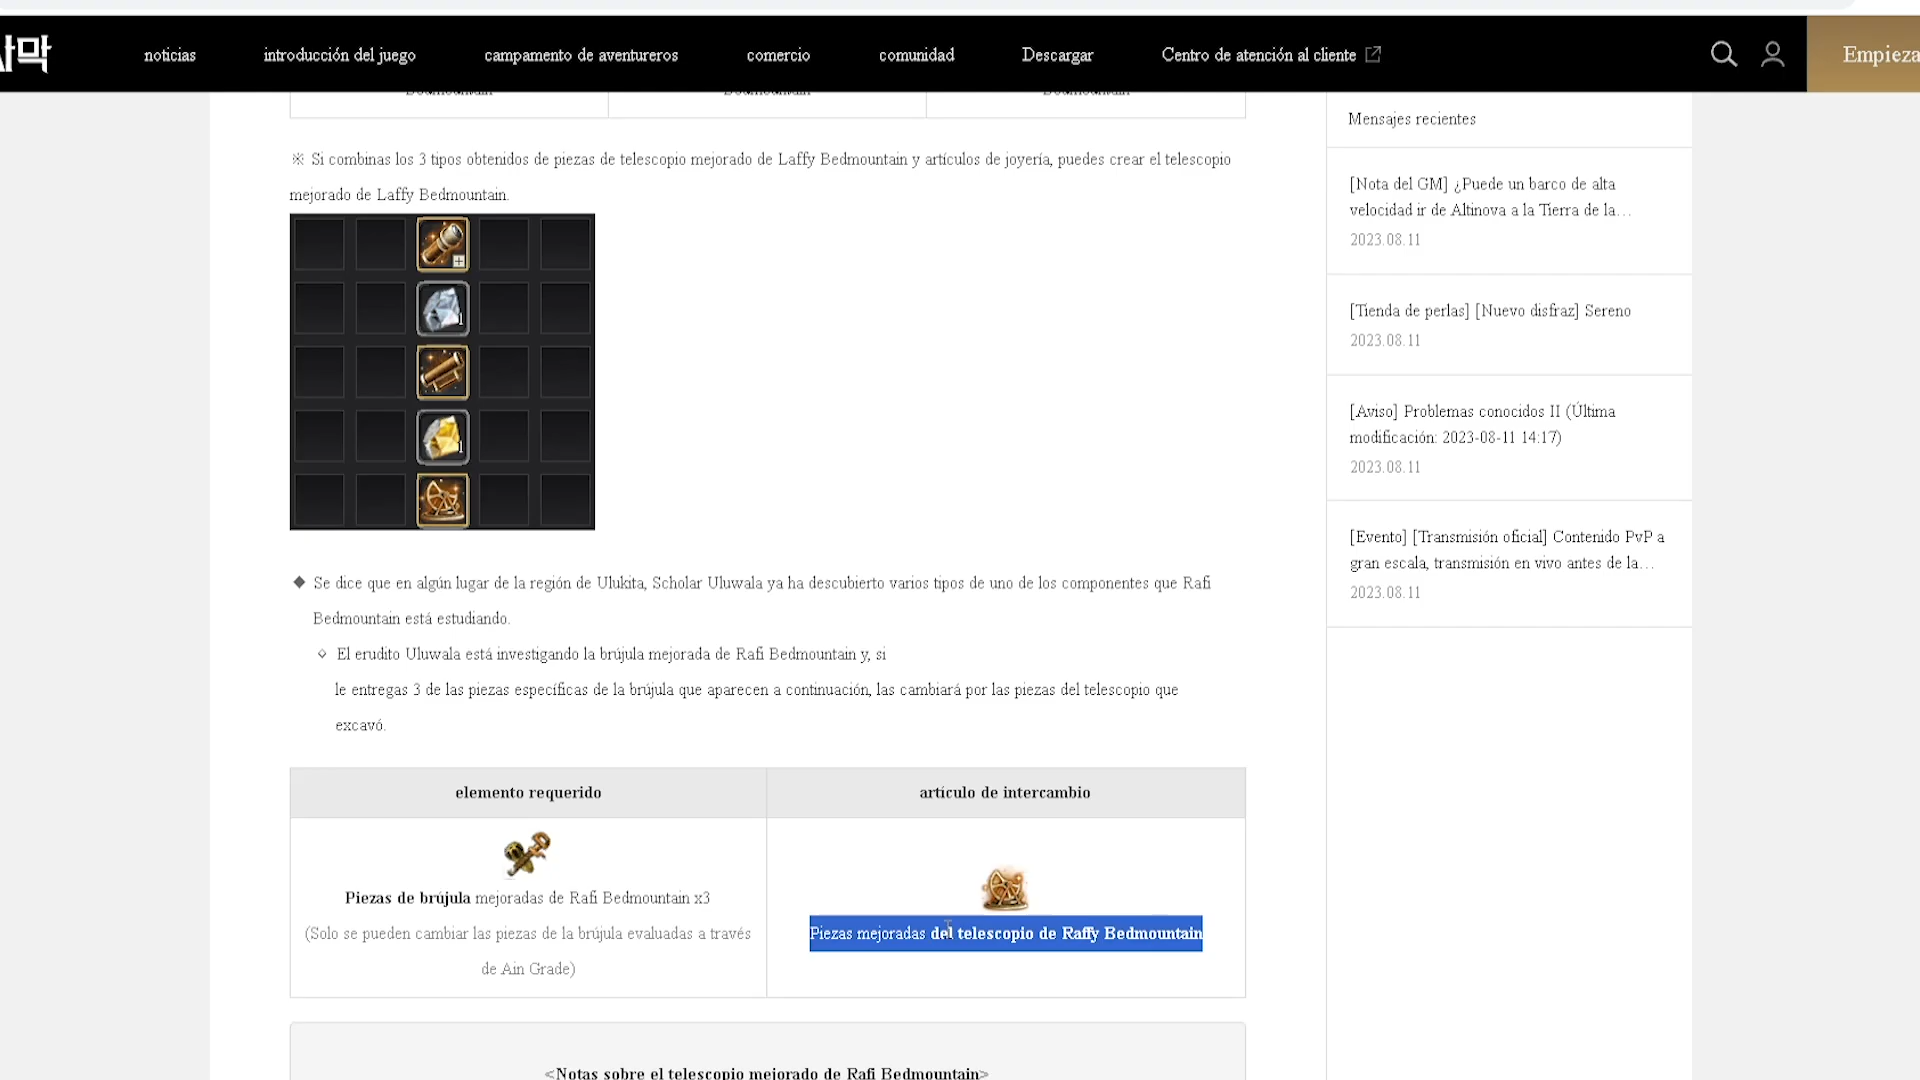 사막
noticias
introducción del juego
campamento de aventureros
comercio
comunidad
Descargar
Centro de atención al cliente
Empieza
Bedmountain
Bedmountain
Bedmountain
※ Si combinas los 3 tipos obtenidos de piezas de telescopio mejorado de Laffy Bedmountain y artículos de joyería, puedes crear el telescopio
mejorado de Laffy Bedmountain.
1
1
◆ Se dice que en algún lugar de la región de Ulukita, Scholar Uluwala ya ha descubierto varios tipos de uno de los componentes que Rafi
Bedmountain está estudiando.
◇ El erudito Uluwala está investigando la brújula mejorada de Rafi Bedmountain y, si
le entregas 3 de las piezas específicas de la brújula que aparecen a continuación, las cambiará por las piezas del telescopio que
excavó.
elemento requerido
artículo de intercambio
Piezas de brújula mejoradas de Rafi Bedmountain x3
(Solo se pueden cambiar las piezas de la brújula evaluadas a través
de Ain Grade)
Piezas mejoradas del telescopio de Raffy Bedmountain
<Notas sobre el telescopio mejorado de Rafi Bedmountain>
Mensajes recientes
[Nota del GM] ¿Puede un barco de alta
velocidad ir de Altinova a la Tierra de la...
2023.08.11
[Tienda de perlas] [Nuevo disfraz] Sereno
2023.08.11
[Aviso] Problemas conocidos II (Última
modificación: 2023-08-11 14:17)
2023.08.11
[Evento] [Transmisión oficial] Contenido PvP a
gran escala, transmisión en vivo antes de la...
2023.08.11